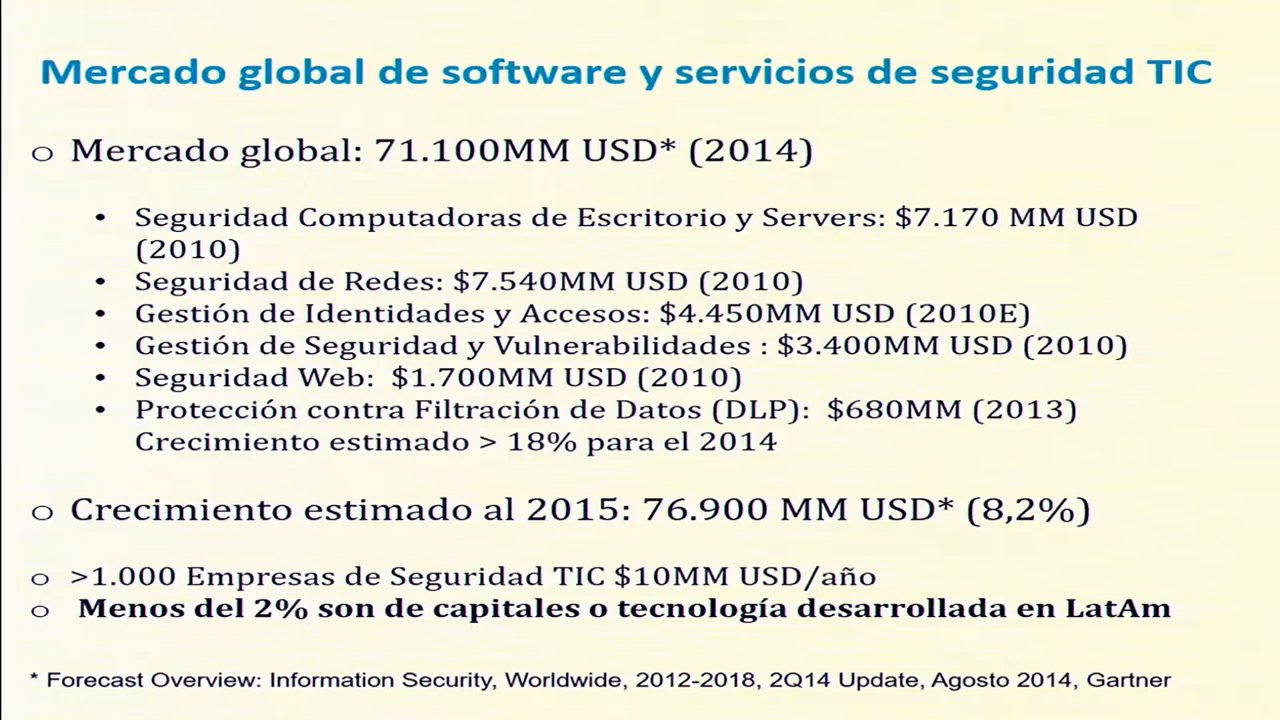 Mercado global de software y servicios de seguridad TIC
o Mercado global: 71.100MM USD* (2014)
• Seguridad Computadoras de Escritorio y Servers: $7.170 MM USD
(2010)
• Seguridad de Redes: $7.540MM USD (2010)
• Gestión de Identidades y Accesos: $4.450MM USD (2010E)
• Gestión de Seguridad y Vulnerabilidades : $3.400MM USD (2010)
• Seguridad Web: $1.700MM USD (2010)
• Protección contra Filtración de Datos (DLP): $680MM (2013)
Crecimiento estimado > 18% para el 2014
o Crecimiento estimado al 2015: 76.900 MM USD* (8,2%)
o >1.000 Empresas de Seguridad TIC $10MM USD/año
o Menos del 2% son de capitales o tecnología desarrollada en LatAm
* Forecast Overview: Information Security, Worldwide, 2012-2018, 2Q14 Update, Agosto 2014, Gartner